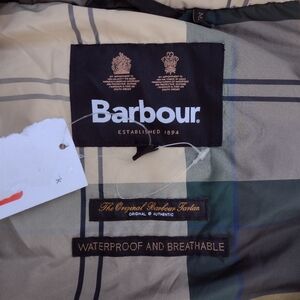 Barbour.
ESTABLISHED 1894
The Original Barbour Tartan
ORIGINAL & AUTHENTIC
WATERPROOF AND BREATHABLE